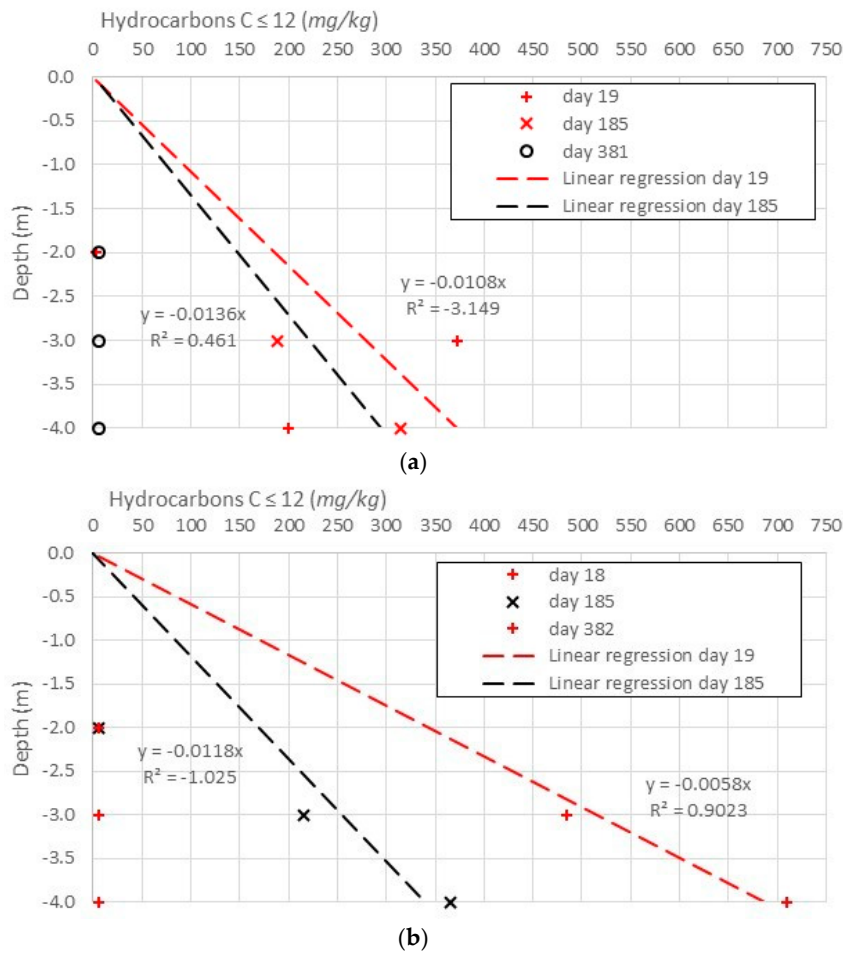 Hydrocarbons C ≤ 12 (mg/kg)
0 50 100 150 200 250 300 350 400 450 500 550 600 650 700 750
0.0
-0.5
-1.0
-1.5
-2.0
-2.5
-3.0
-3.5
-4.0
Depth (m)
day 19
day 185
day 381
Linear regression day 19
Linear regression day 185
y = -0.0108x
R² = -3.149
y = -0.0136x
R² = 0.461
(a)
Hydrocarbons C ≤ 12 (mg/kg)
0 50 100 150 200 250 300 350 400 450 500 550 600 650 700 750
0.0
-0.5
-1.0
-1.5
-2.0
-2.5
-3.0
-3.5
-4.0
Depth (m)
day 18
day 185
day 382
Linear regression day 19
Linear regression day 185
y = -0.0118x
R² = -1.025
y = -0.0058x
R² = 0.9023
(b)